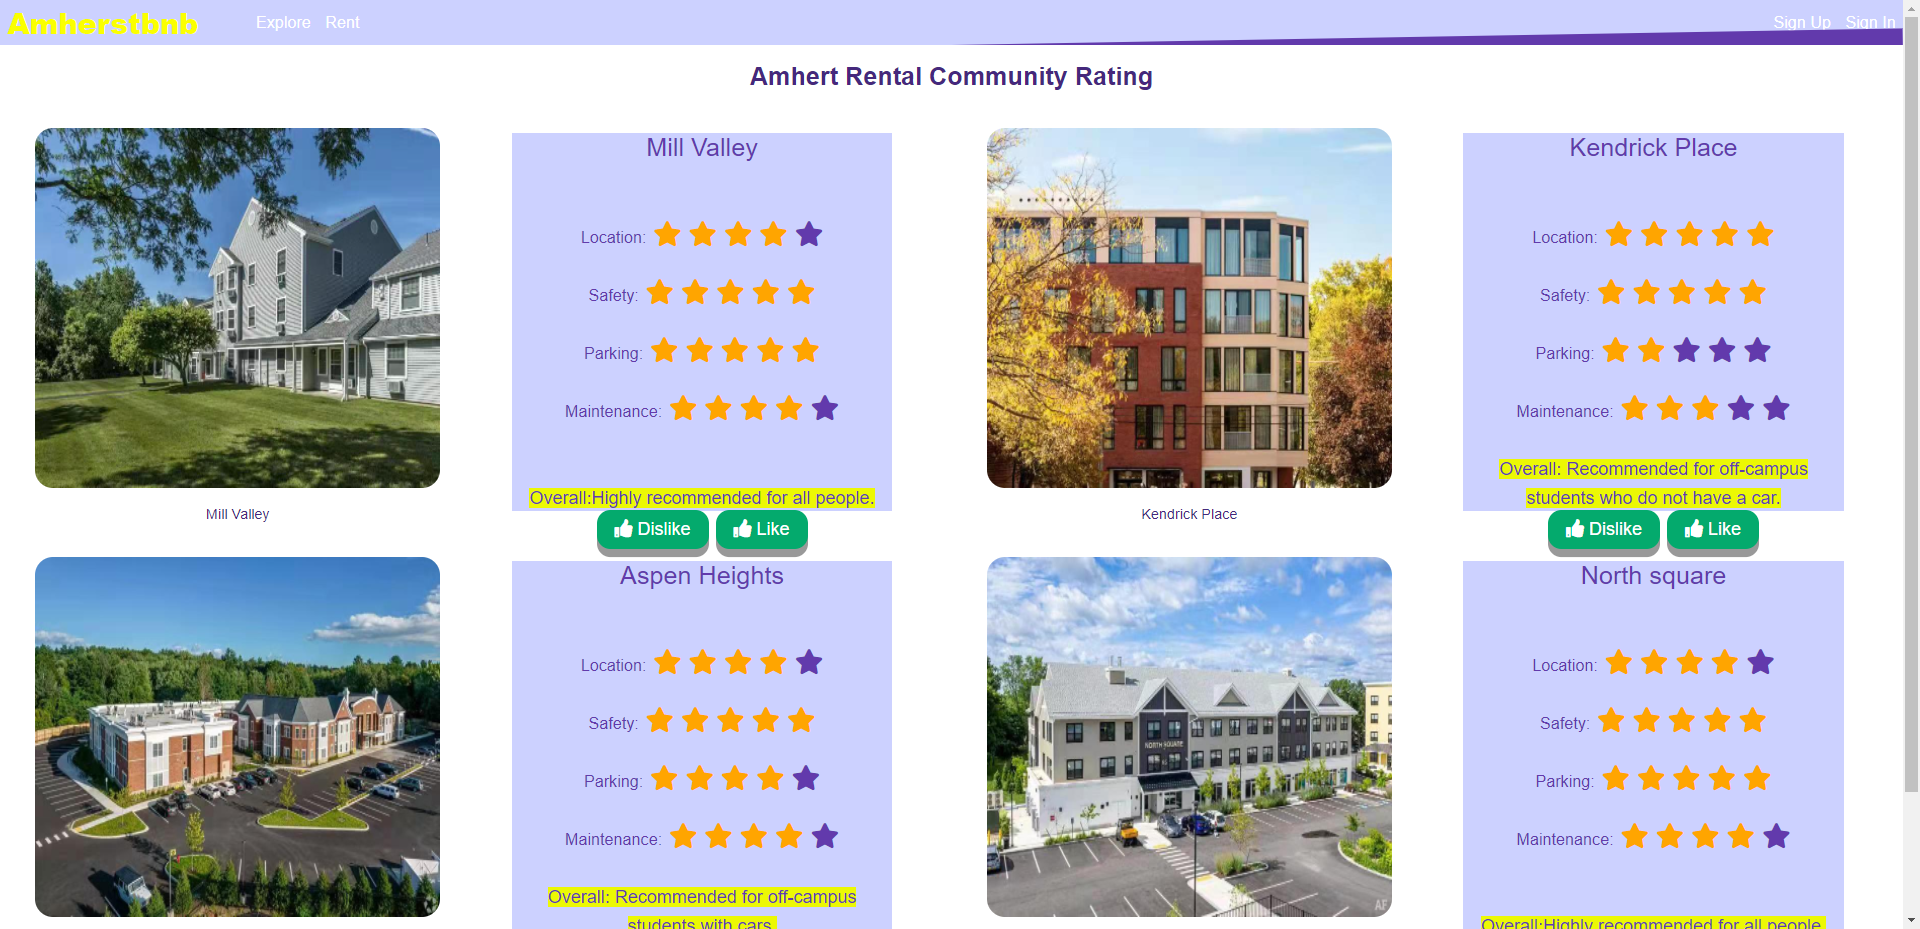 Amherstbnb
Explore Rent
Sign Up Sign In
Amhert Rental Community Rating
Mill Valley
Location:
Safety:
Parking:
Maintenance:
Overall:Highly recommended for all people.
Dislike Like
Mill Valley
Kendrick Place
Location:
Safety:
Parking:
Maintenance:
Overall: Recommended for off-campus
students who do not have a car.
Dislike Like
Kendrick Place
Aspen Heights
Location:
Safety:
Parking:
Maintenance:
Overall: Recommended for off-campus
students with cars.
NORTH SQUARE
North square
Location:
Safety:
Parking:
Maintenance:
Overall:Highly recommended for all people